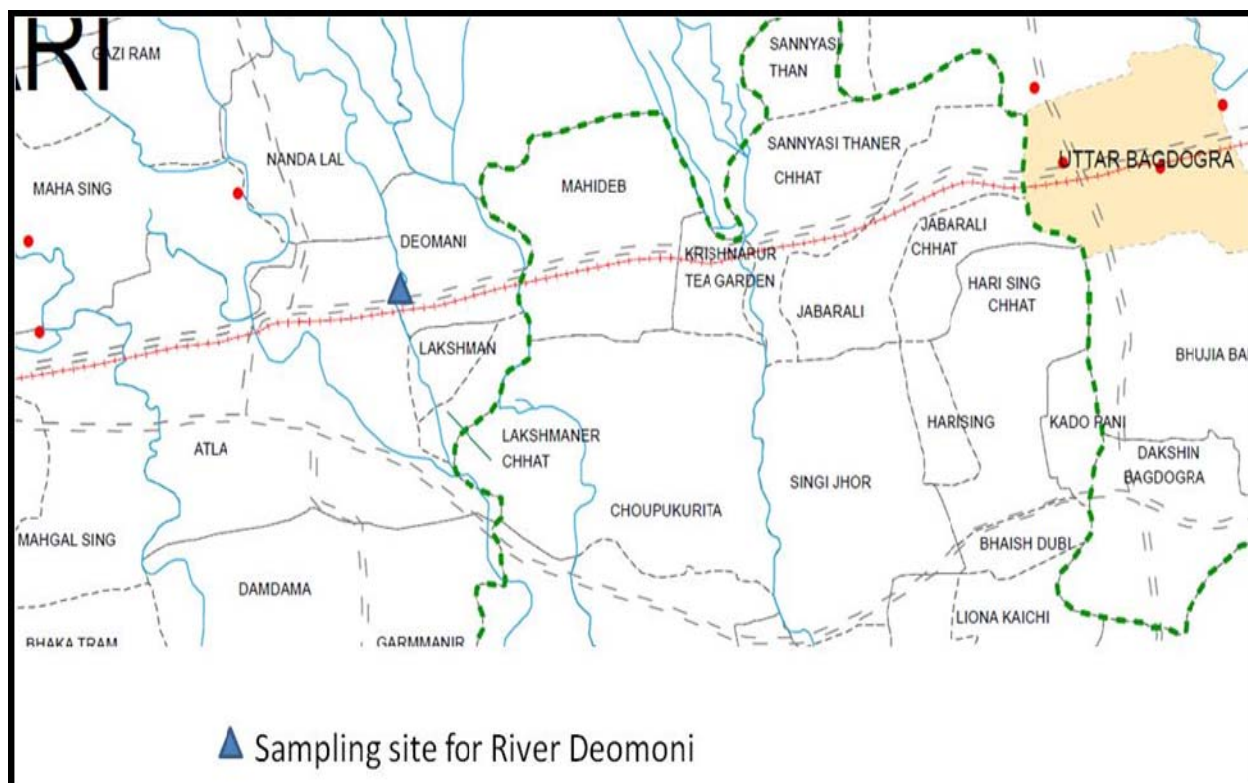 ARI
GAZI RAM
SANNYASI
THAN
NANDA LAL
SANNYASI THANER
CHHAT
UTTAR BAGDOGRA
MAHA SING
MAHIDEB
DEOMANI
JABARALI
CHHAT
KRISHNAPUR
TEA GARDEN
HARI SING
CHHAT
JABARALI
LAKSHMAN
BHUJIA BA
LAKSHMANER
CHHAT
HARISING
KADO PANI
ATLA
DAKSHIN
BAGDOGRA
SINGI JHOR
CHOUPUKURITA
MAHGAL SING
BHAISH DUBI
DAMDAMA
LIONA KAICHI
BHAKA TRAM
GARMMANIR
Sampling site for River Deomoni